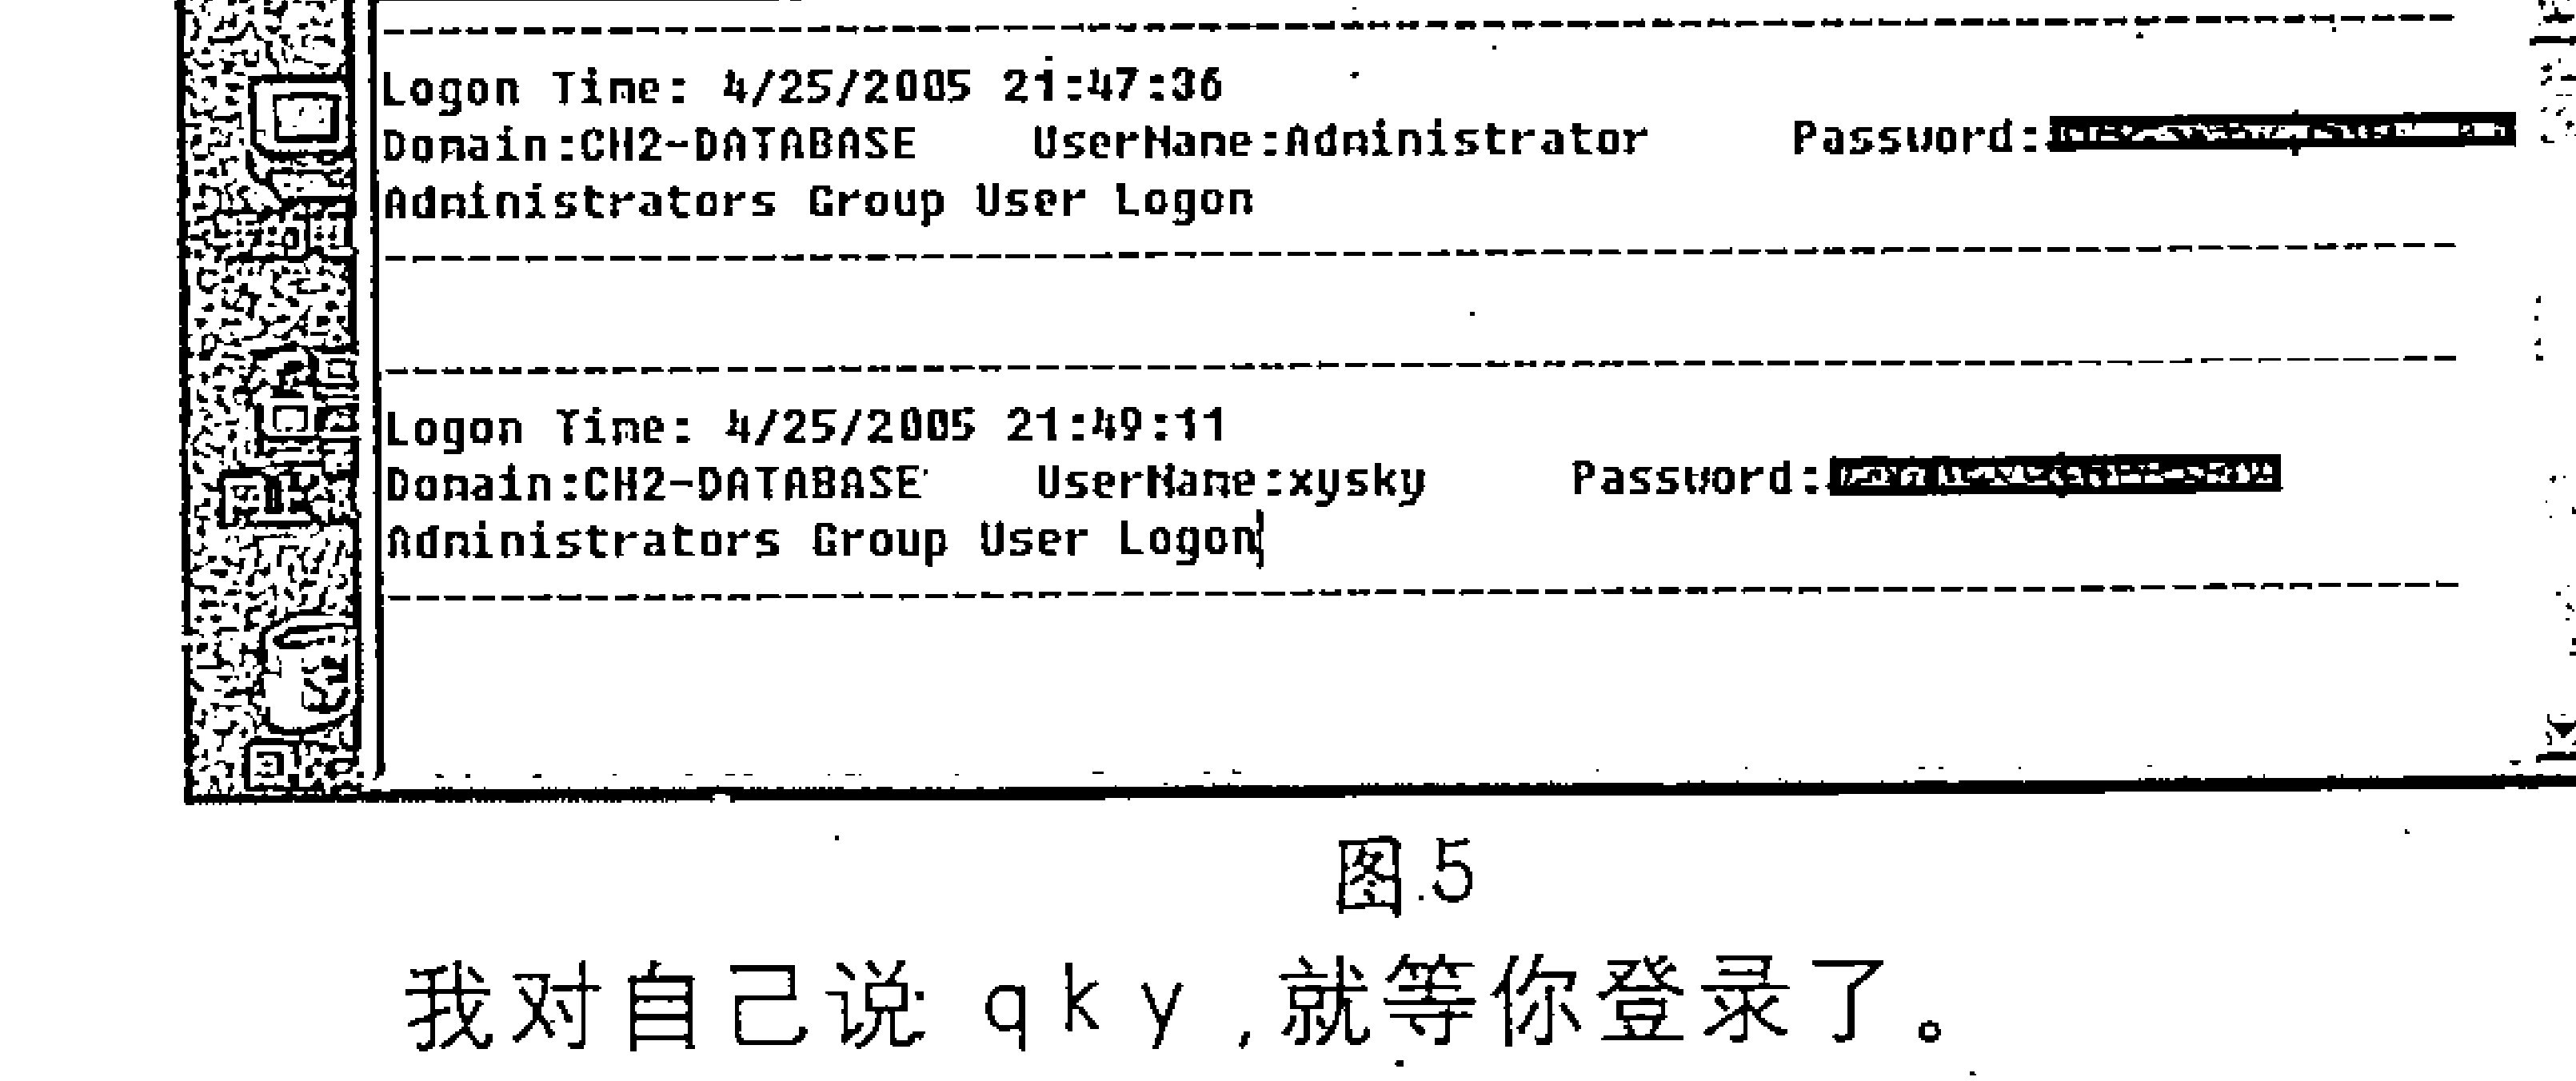 Logon Time: 4/25/2005 21:47:36
Domain:CH2-DATABASE UserName:Administrator Password:
Administrators Group User Logon
Logon Time: 4/25/2005 21:49:11
Domain:CH2-DATABASE UserName:xysky Password:
Administrators Group User Logon
图.5
我对自己说 qky,就等你登录了。